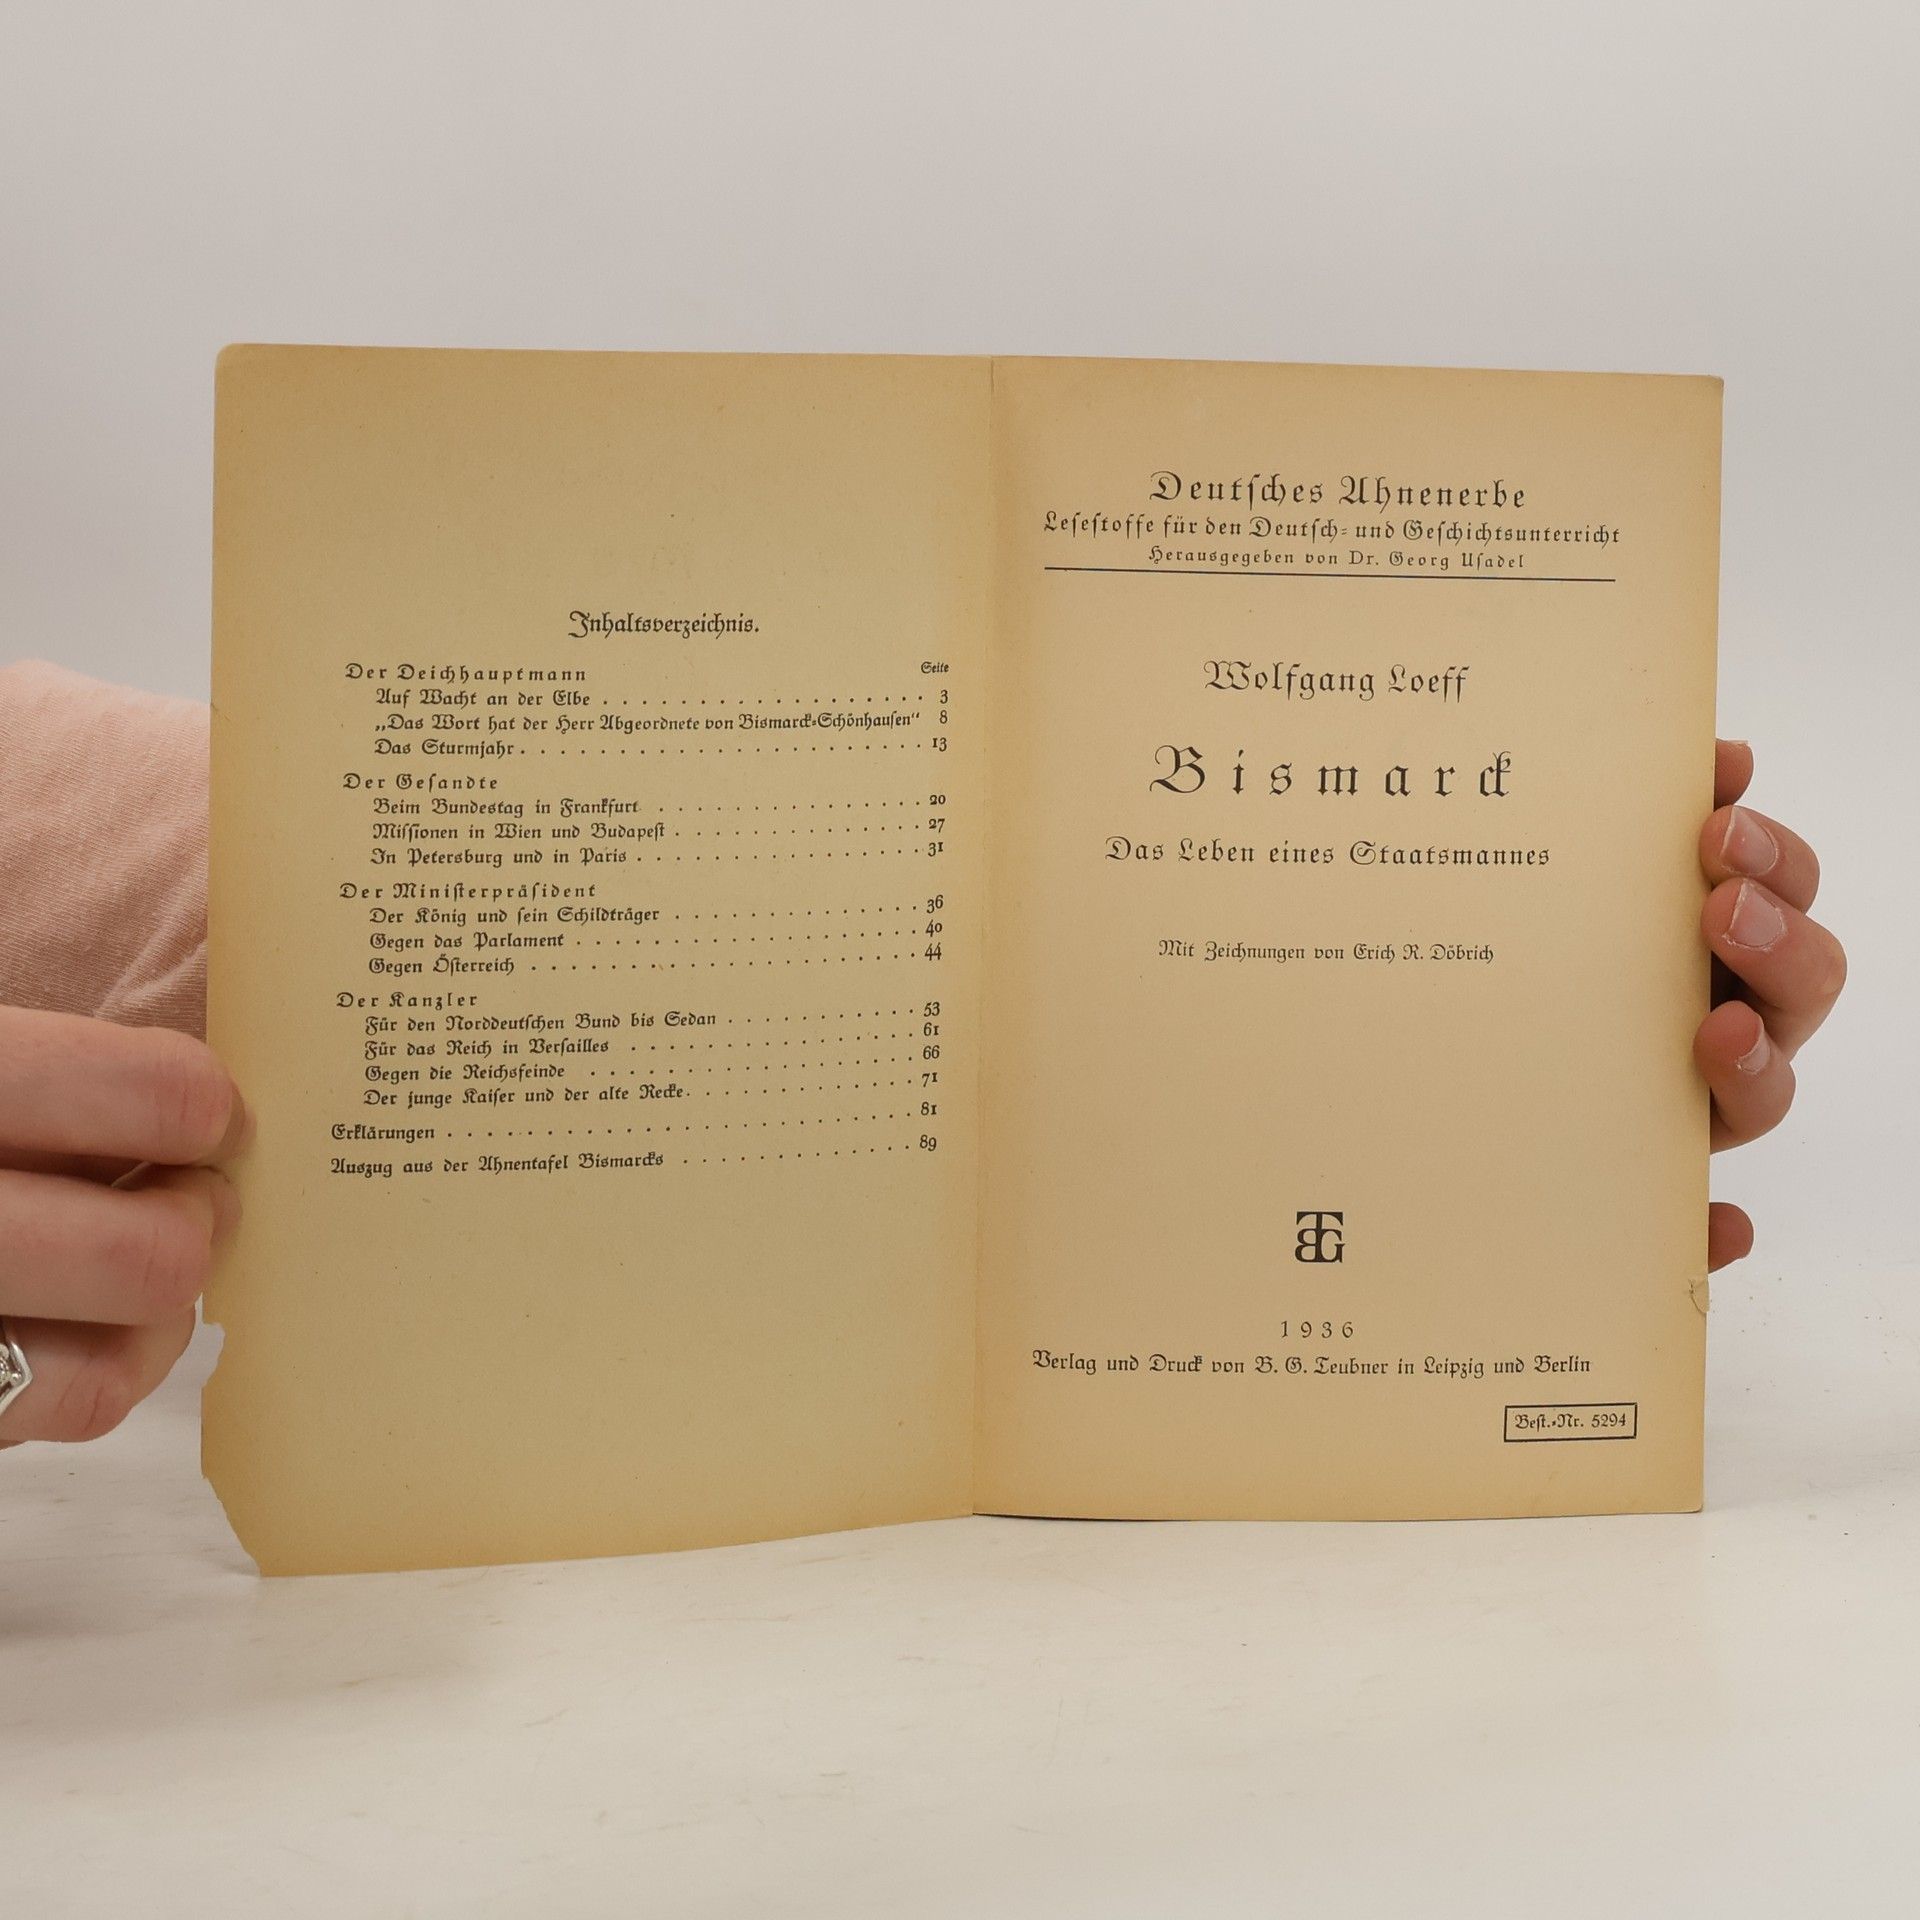 Inhaltsverzeichnis.
Seite
Der Deichhauptmann
Auf Wacht an der Elbe . . . . . . . . . . . . . . . . . 3
„Das Wort hat der Herr Abgeordnete von Bismarck-Schönhausen“ 8
Das Sturmjahr . . . . . . . . . . . . . . . . . . . . . 13
Der Gesandte
Beim Bundestag in Frankfurt . . . . . . . . . . . . . . 20
Missionen in Wien und Budapest . . . . . . . . . . . . . 27
In Petersburg und in Paris . . . . . . . . . . . . . . . 31
Der Ministerpräsident
Der König und sein Schildträger . . . . . . . . . . . . 36
Gegen das Parlament . . . . . . . . . . . . . . . . . . 40
Gegen Österreich . . . . . . . . . . . . . . . . . . . . 44
Der Kanzler
Für den Norddeutschen Bund bis Sedan . . . . . . . . . . 53
Für das Reich in Versailles . . . . . . . . . . . . . . 61
Gegen die Reichsfeinde . . . . . . . . . . . . . . . . . 66
Der junge Kaiser und der alte Recke . . . . . . . . . . . 71
Erklärungen . . . . . . . . . . . . . . . . . . . . . . 81
Auszug aus der Ahnentafel Bismarcks . . . . . . . . . . . 89
Deutsches Ahnenerbe
Lesestoffe für den Deutsch- und Geschichtsunterricht
Herausgegeben von Dr. Georg Usadel
Wolfgang Loeff
Bismarck
Das Leben eines Staatsmannes
Mit Zeichnungen von Erich R. Döbrich
BGT
1936
Verlag und Druck von B. G. Teubner in Leipzig und Berlin
Best.-Nr. 5294